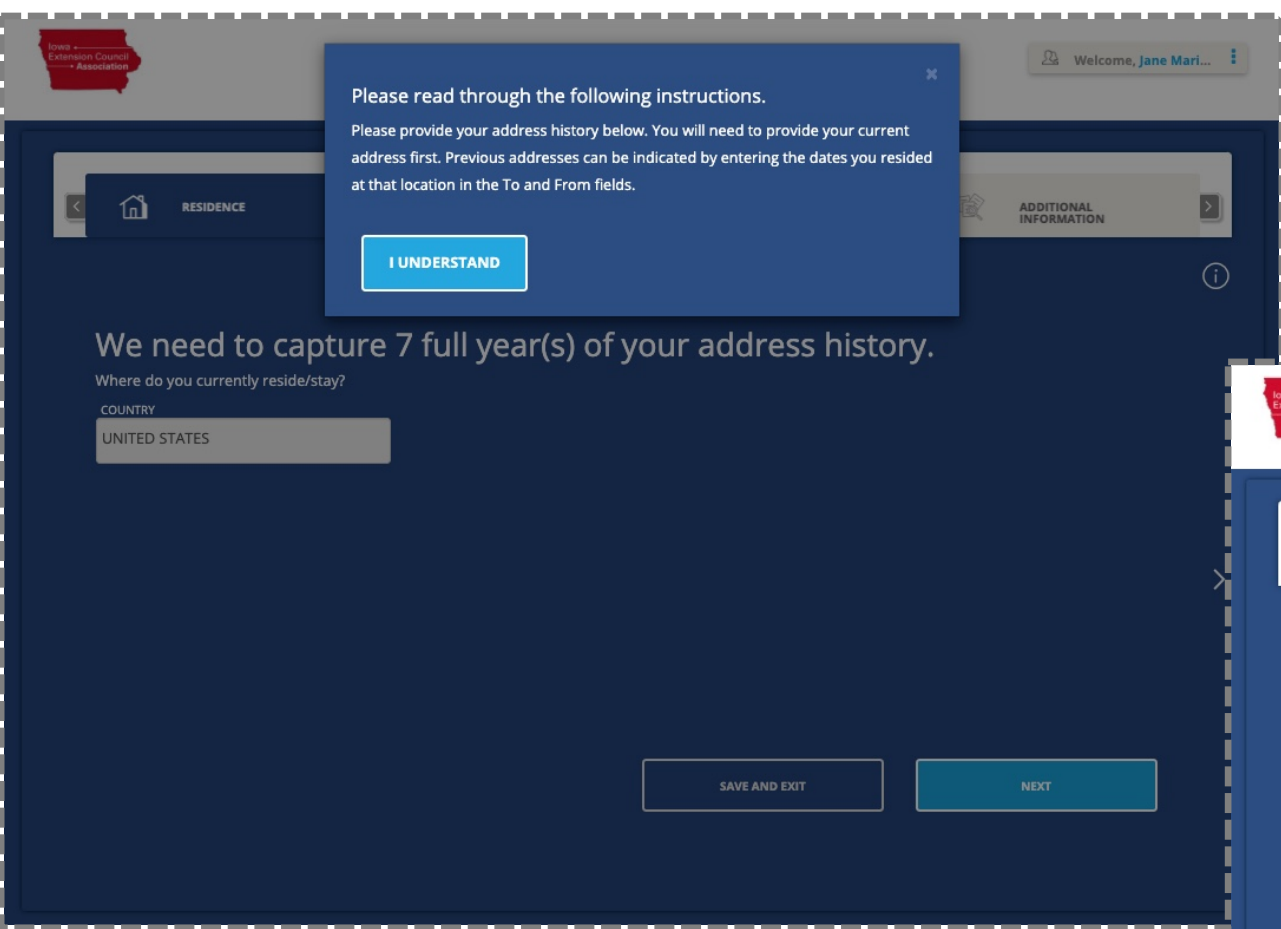 Iowa
Extension Council
Association
Welcome, Jane Mari...
Please read through the following instructions.
Please provide your address history below. You will need to provide your current
address first. Previous addresses can be indicated by entering the dates you resided
at that location in the To and From fields.
I UNDERSTAND
RESIDENCE
ADDITIONAL
INFORMATION
We need to capture 7 full year(s) of your address history.
Where do you currently reside/stay?
COUNTRY
UNITED STATES
SAVE AND EXIT
NEXT